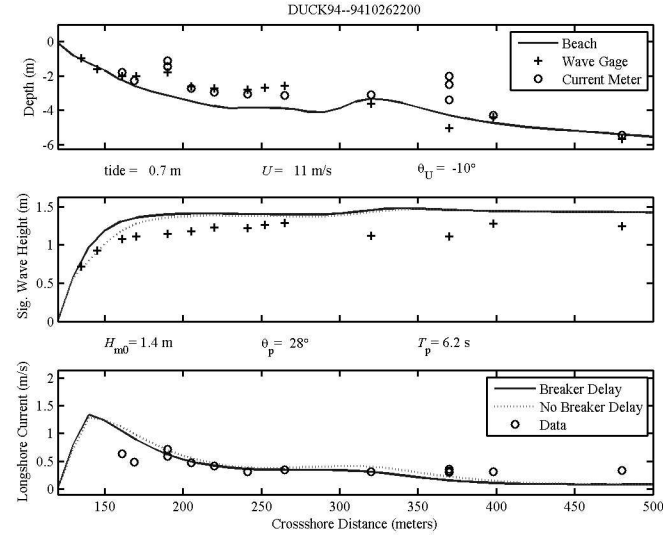 DUCK94--9410262200
0
-2
-4
-6
Depth (m)
Beach
Wave Gage
Current Meter
tide = 0.7 m U = 11 m/s θU = -10°
1.5
1
0.5
0
Sig. Wave Height (m)
Hm0 = 1.4 m θp = 28° Tp = 6.2 s
2
1.5
1
0.5
0
Longshore Current (m/s)
Breaker Delay
No Breaker Delay
Data
150 200 250 300 350 400 450 500
Crossshore Distance (meters)